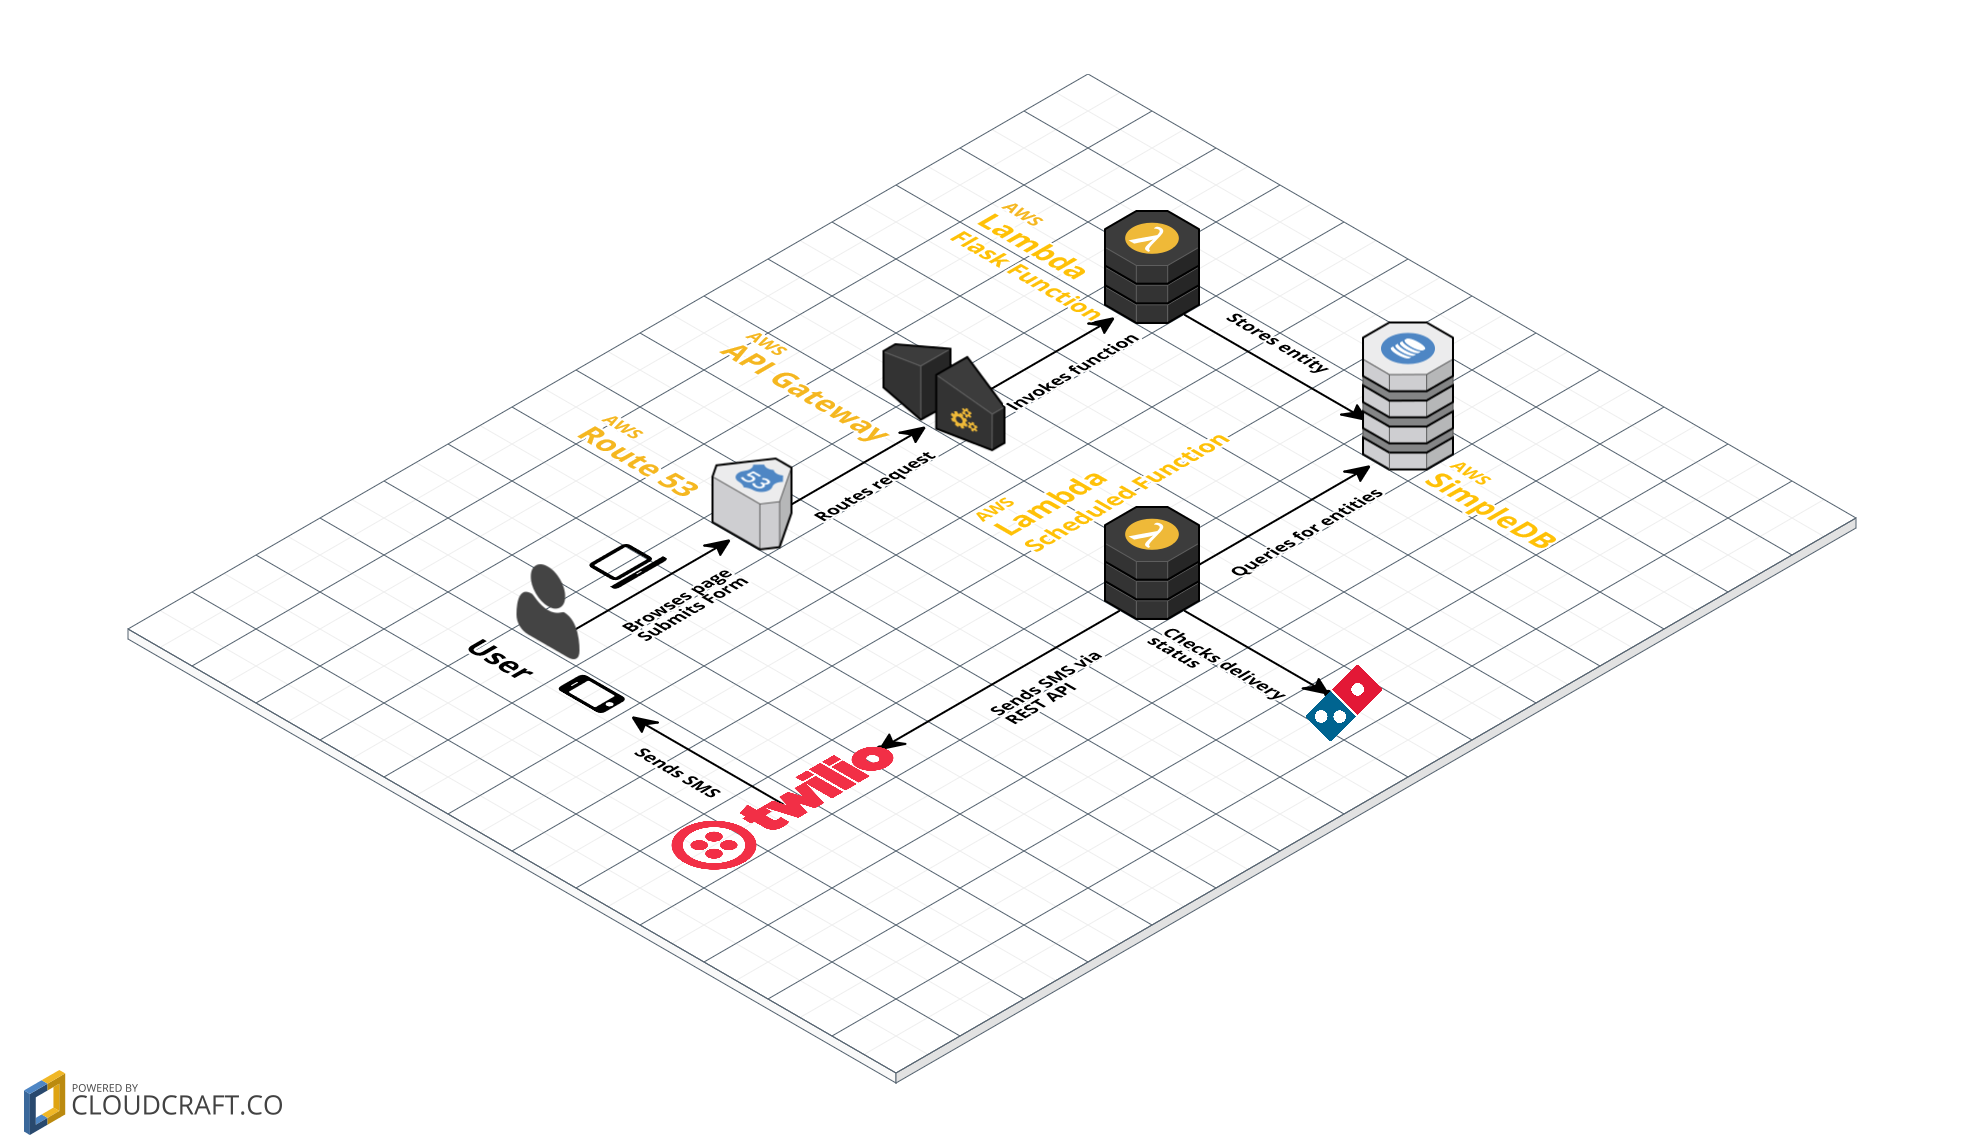 AWS
Lambda
Flask Function
Stores entity
Invokes function
AWS
API Gateway
AWS
Route 53
53
Routes request
Browses page
Submits Form
User
AWS
Lambda
Scheduled Function
Queries for entities
AWS
SimpleDB
Checks delivery
status
Sends SMS via
REST API
Sends SMS
twilio
POWERED BY
CLOUDCRAFT.CO